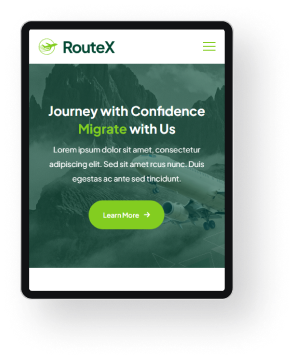 RouteX
Journey with Confidence
Migrate with Us
Lorem ipsum dolor sit amet, consectetur
adipiscing elit. Sed sit amet rcus nunc. Duis
egestas ac ante sed tincidunt.
Learn More